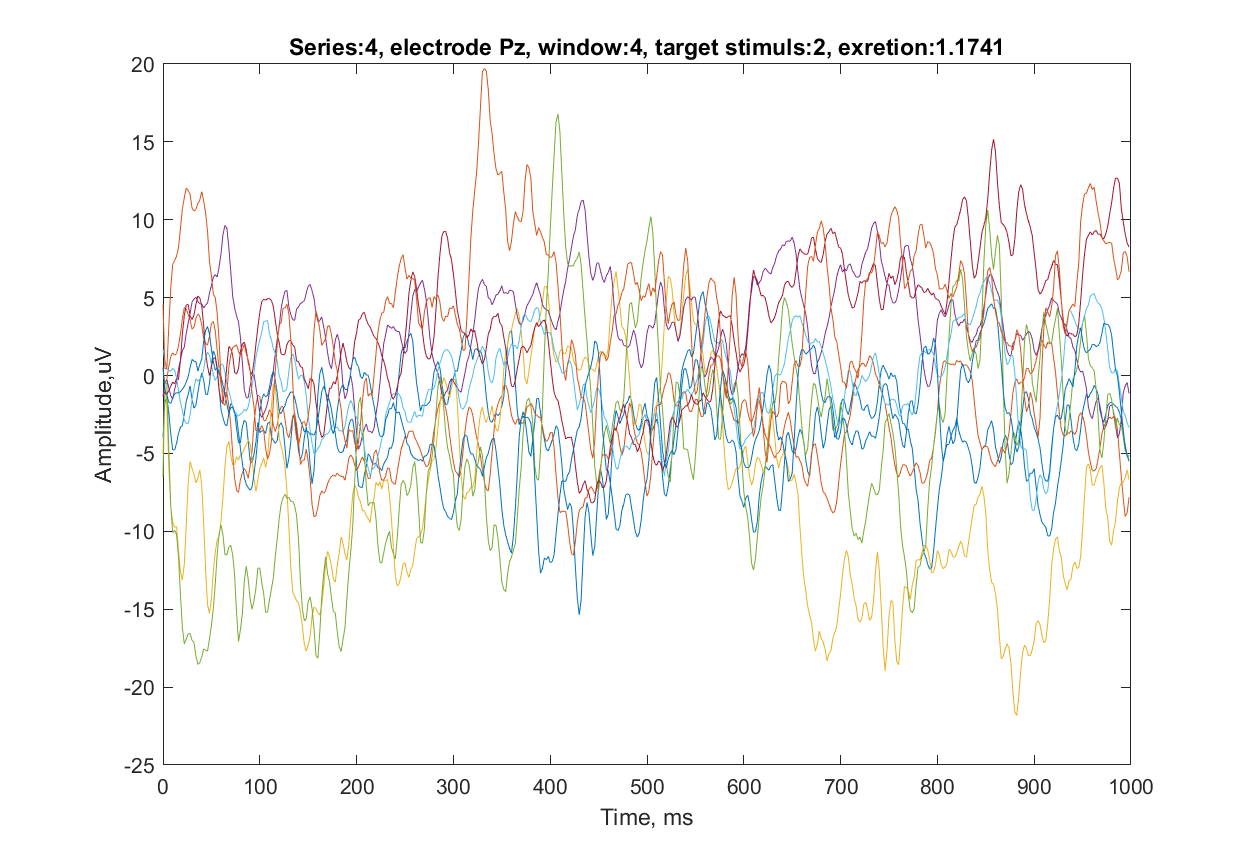 Series:4, electrode Pz, window:4, target stimuls:2, exretion:1.1741
20
15
10
5
0
-5
-10
-15
-20
-25
Amplitude,uV
0 100 200 300 400 500 600 700 800 900 1000
Time, ms